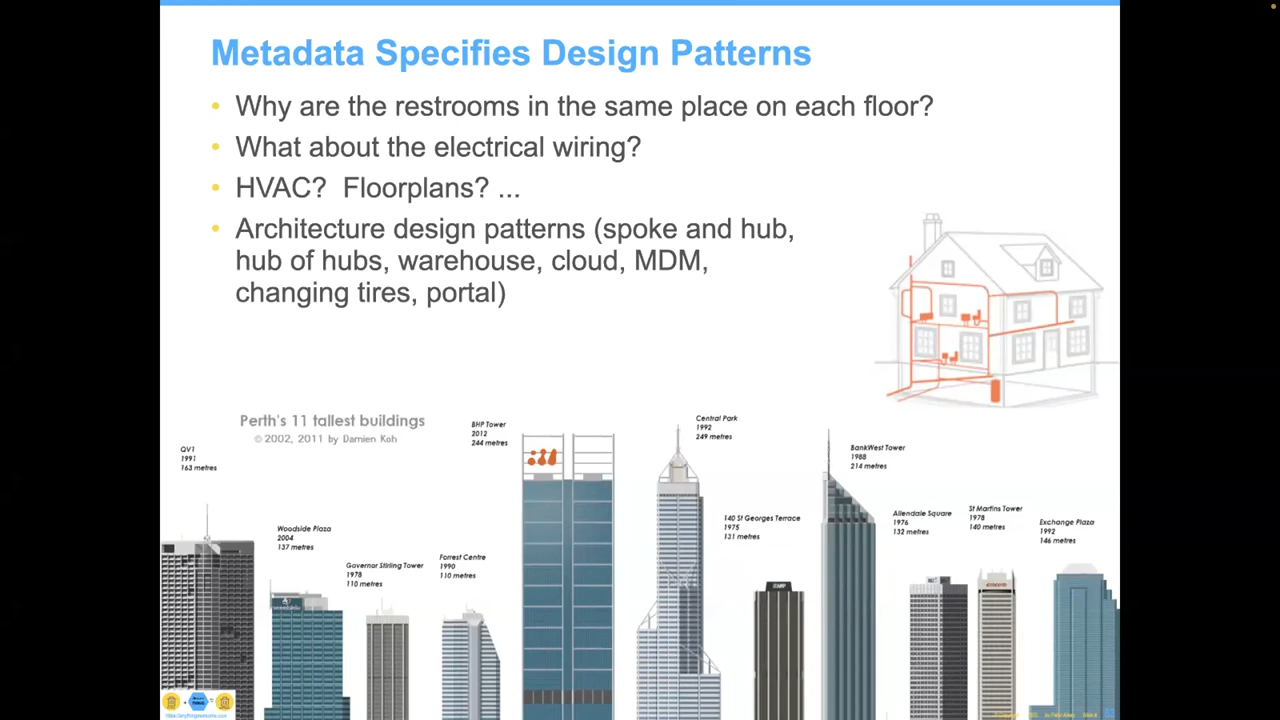 Metadata Specifies Design Patterns
• Why are the restrooms in the same place on each floor?
• What about the electrical wiring?
• HVAC?  Floorplans? ...
• Architecture design patterns (spoke and hub,
hub of hubs, warehouse, cloud, MDM,
changing tires, portal)
Perth's 11 tallest buildings
© 2002, 2011 by Damien Koh
QV1
1991
163 metres
Woodside Plaza
2004
137 metres
Governor Stirling Tower
1978
110 metres
Forrest Centre
1990
110 metres
BHP Tower
2012
244 metres
Central Park
1992
249 metres
140 St Georges Terrace
1975
131 metres
BankWest Tower
1988
214 metres
Allendale Square
1976
132 metres
St Martins Tower
1978
140 metres
Exchange Plaza
1992
146 metres